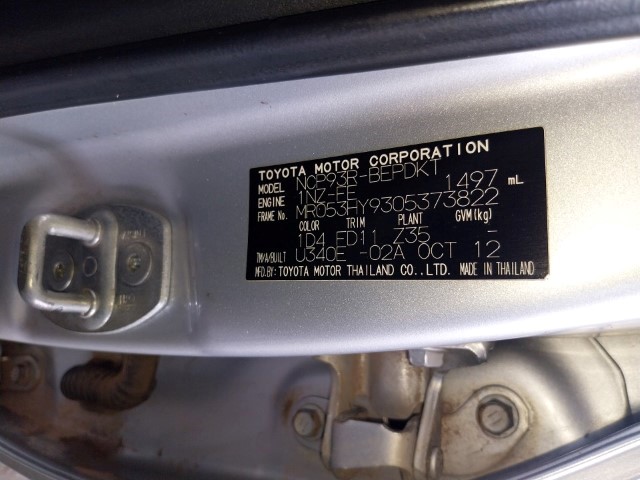 TOYOTA MOTOR CORPORATION
MODEL NCP93R-BEPDKT
ENGINE 1NZ-FE 1497 mL
FRAME No. MR053HY9305373822
COLOR TRIM PLANT GVM(kg)
1D4 FD11 Z35 -
TM/A/BUILT U340E -02A OCT 12
MFD.BY:TOYOTA MOTOR THAILAND CO.,LTD. MADE IN THAILAND